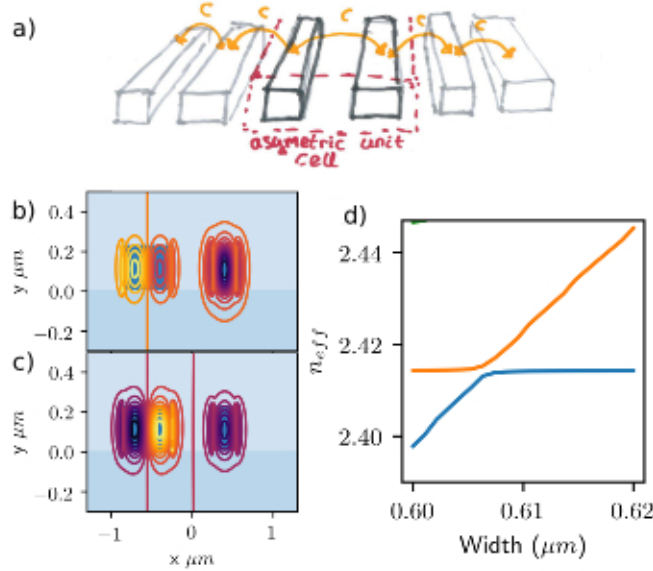 a)
C C C C C
asymetric unit
cell
b)
0.4
0.2
0.0
−0.2
y μm
c)
0.4
0.2
0.0
−0.2
y μm
−1 0 1
x μm
d)
2.44
2.42
2.40
n_eff
0.60 0.61 0.62
Width (μm)